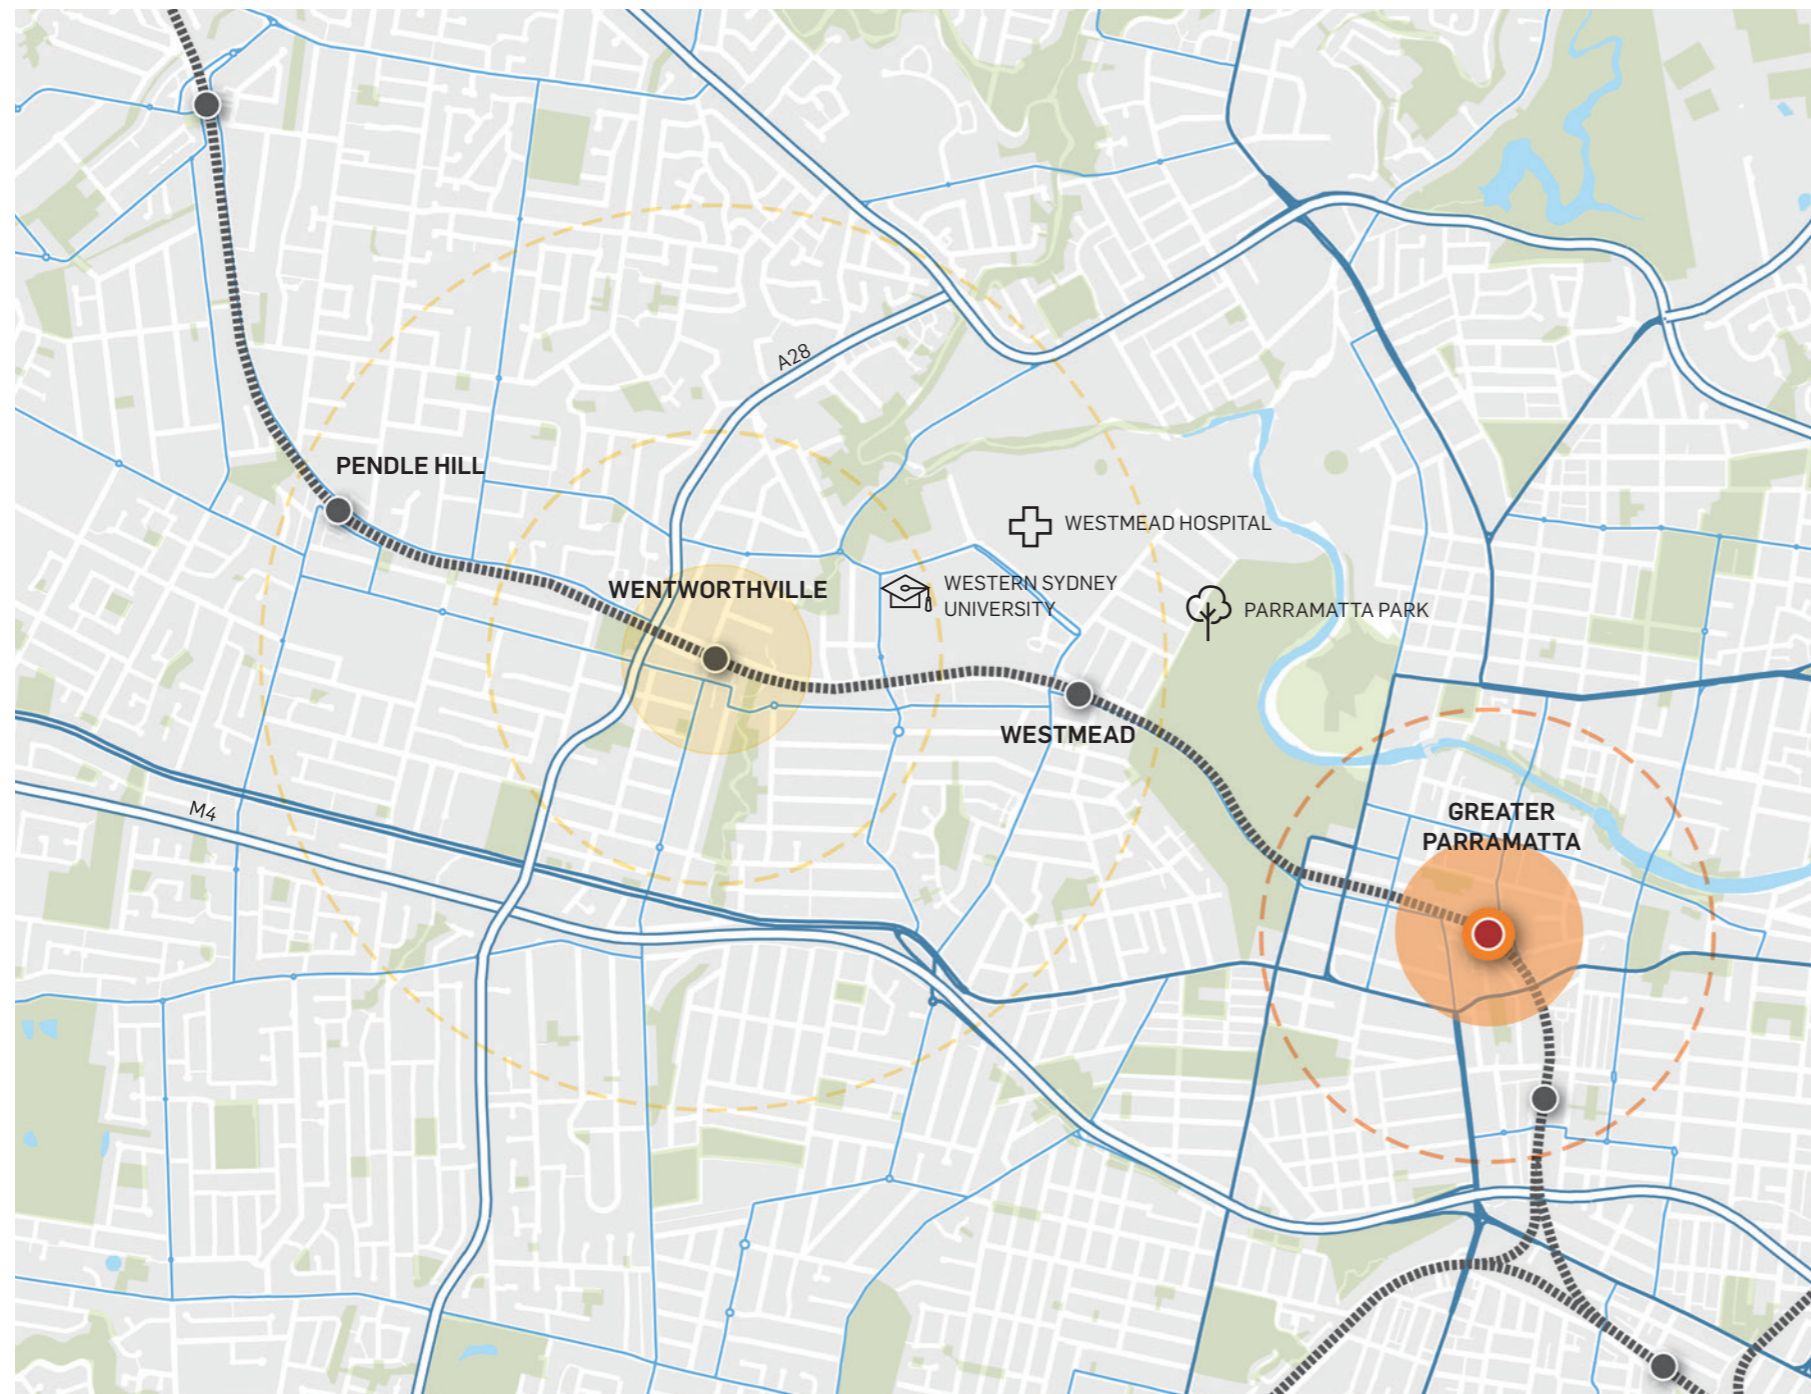 A28
PENDLE HILL
WESTMEAD HOSPITAL
WENTWORTHVILLE
WESTERN SYDNEY
UNIVERSITY
PARRAMATTA PARK
WESTMEAD
M4
GREATER
PARRAMATTA